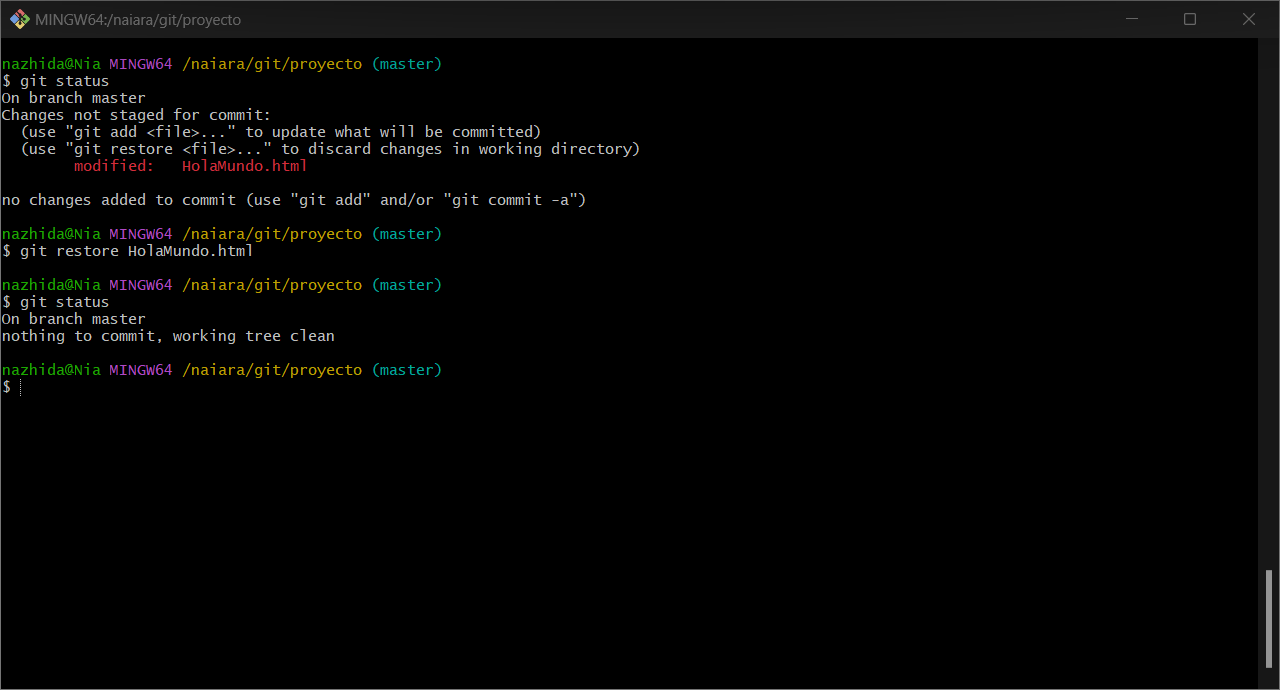 MINGW64:/naiara/git/proyecto
nazhida@Nia MINGW64 /naiara/git/proyecto (master)
$ git status
On branch master
Changes not staged for commit:
  (use "git add <file>..." to update what will be committed)
  (use "git restore <file>..." to discard changes in working directory)
        modified:   HolaMundo.html
no changes added to commit (use "git add" and/or "git commit -a")
nazhida@Nia MINGW64 /naiara/git/proyecto (master)
$ git restore HolaMundo.html
nazhida@Nia MINGW64 /naiara/git/proyecto (master)
$ git status
On branch master
nothing to commit, working tree clean
nazhida@Nia MINGW64 /naiara/git/proyecto (master)
$